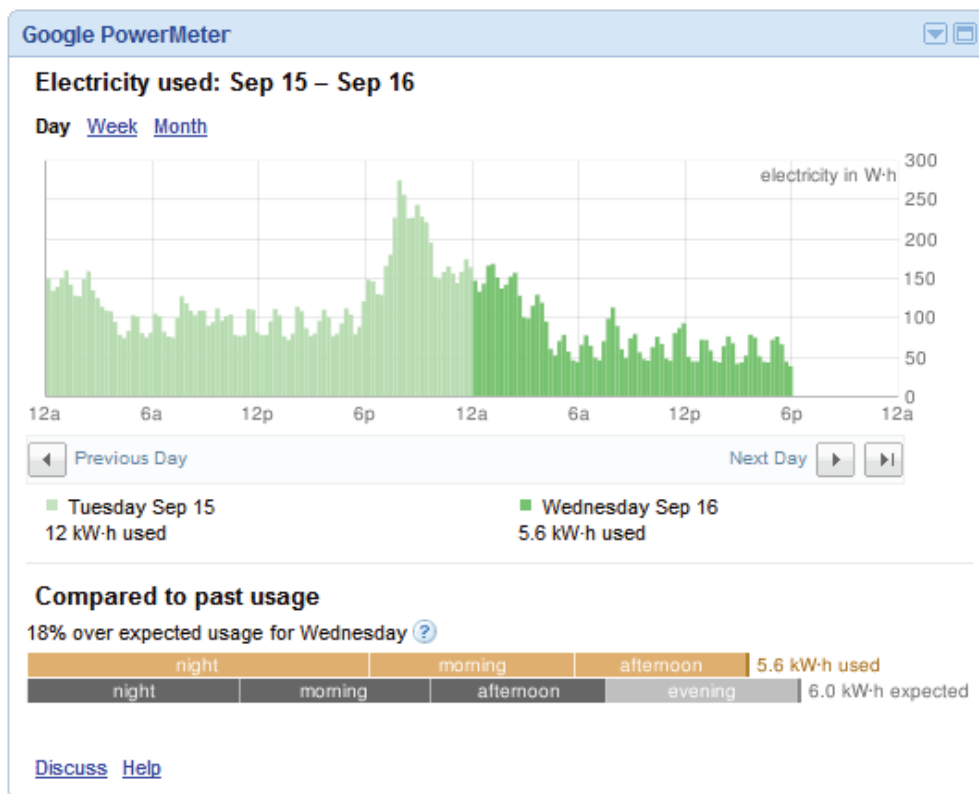 Google PowerMeter
Electricity used: Sep 15 – Sep 16
Day Week Month
electricity in W·h
300
250
200
150
100
50
0
12a 6a 12p 6p 12a 6a 12p 6p 12a
Previous Day Next Day
Tuesday Sep 15 Wednesday Sep 16
12 kW·h used 5.6 kW·h used
Compared to past usage
18% over expected usage for Wednesday ?
night morning afternoon 5.6 kW·h used
night morning afternoon evening 6.0 kW·h expected
Discuss Help